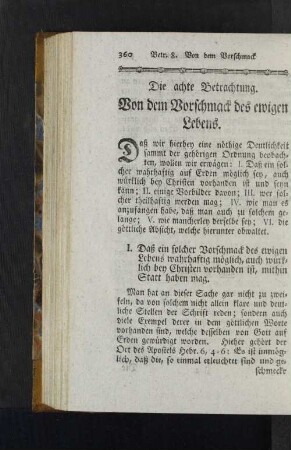 360 Betr. 8. Von dem Vorschmack
Die achte Betrachtung.
Von dem Vorschmack des ewigen
Lebens.
Daß wir hierbey eine nöthige Deutlichkeit
sammt der gehörigen Ordnung beobach-
ten, wollen wir erwägen: I. Daß ein sol-
cher wahrhaftig auf Erden möglich sey, auch
würklich bey Christen vorhanden ist und seyn
kann; II. einige Vorbilder davon; III. wer sol-
cher theilhaftig werden mag; IV. wie man es
anzufangen habe, daß man auch zu solchem ge-
lange; V. wie mancherley derselbe sey; VI. die
göttliche Absicht, welche hierunter obwaltet.
I. Daß ein solcher Vorschmack des ewigen
Lebens wahrhaftig möglich, auch würk-
lich bey Christen vorhanden ist, mithin
Statt haben mag.
Man hat an dieser Sache gar nicht zu zwei-
feln, da von solchem nicht allein klare und deut-
liche Stellen der Schrift reden; sondern auch
viele Exempel derer in dem göttlichen Worte
vorhanden sind, welche desselben von Gott auf
Erden gewürdigt worden. Hieher gehört der
Ort des Apostels Hebr. 6, 4-6: Es ist unmög-
lich, daß die, so einmal erleuchtet sind und ge-
schmeckt